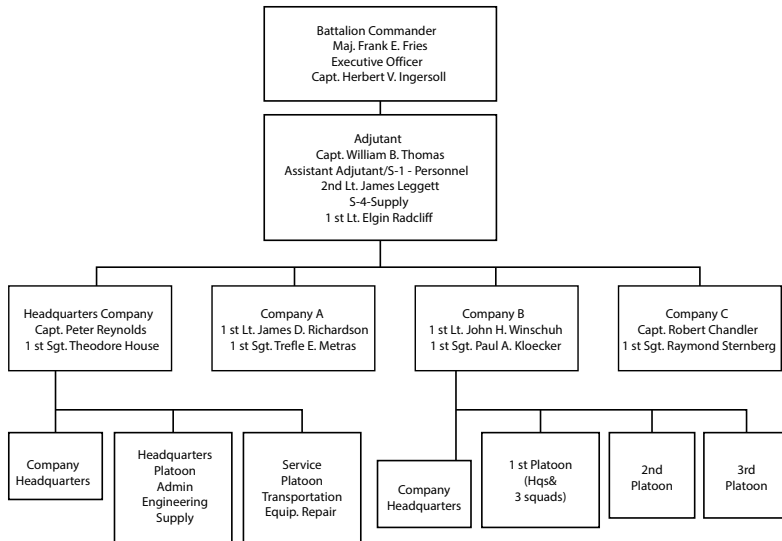 Battalion Commander
Maj. Frank E. Fries
Executive Officer
Capt. Herbert V. Ingersoll
Adjutant
Capt. William B. Thomas
Assistant Adjutant/S-1 - Personnel
2nd Lt. James Leggett
S-4-Supply
1 st Lt. Elgin Radcliff
Headquarters Company
Capt. Peter Reynolds
1 st Sgt. Theodore House
Company A
1 st Lt. James D. Richardson
1 st Sgt. Trefle E. Metras
Company B
1 st Lt. John H. Winschuh
1 st Sgt. Paul A. Kloecker
Company C
Capt. Robert Chandler
1 st Sgt. Raymond Sternberg
Company
Headquarters
Headquarters
Platoon
Admin
Engineering
Supply
Service
Platoon
Transportation
Equip. Repair
Company
Headquarters
1 st Platoon
(Hqs&
3 squads)
2nd
Platoon
3rd
Platoon